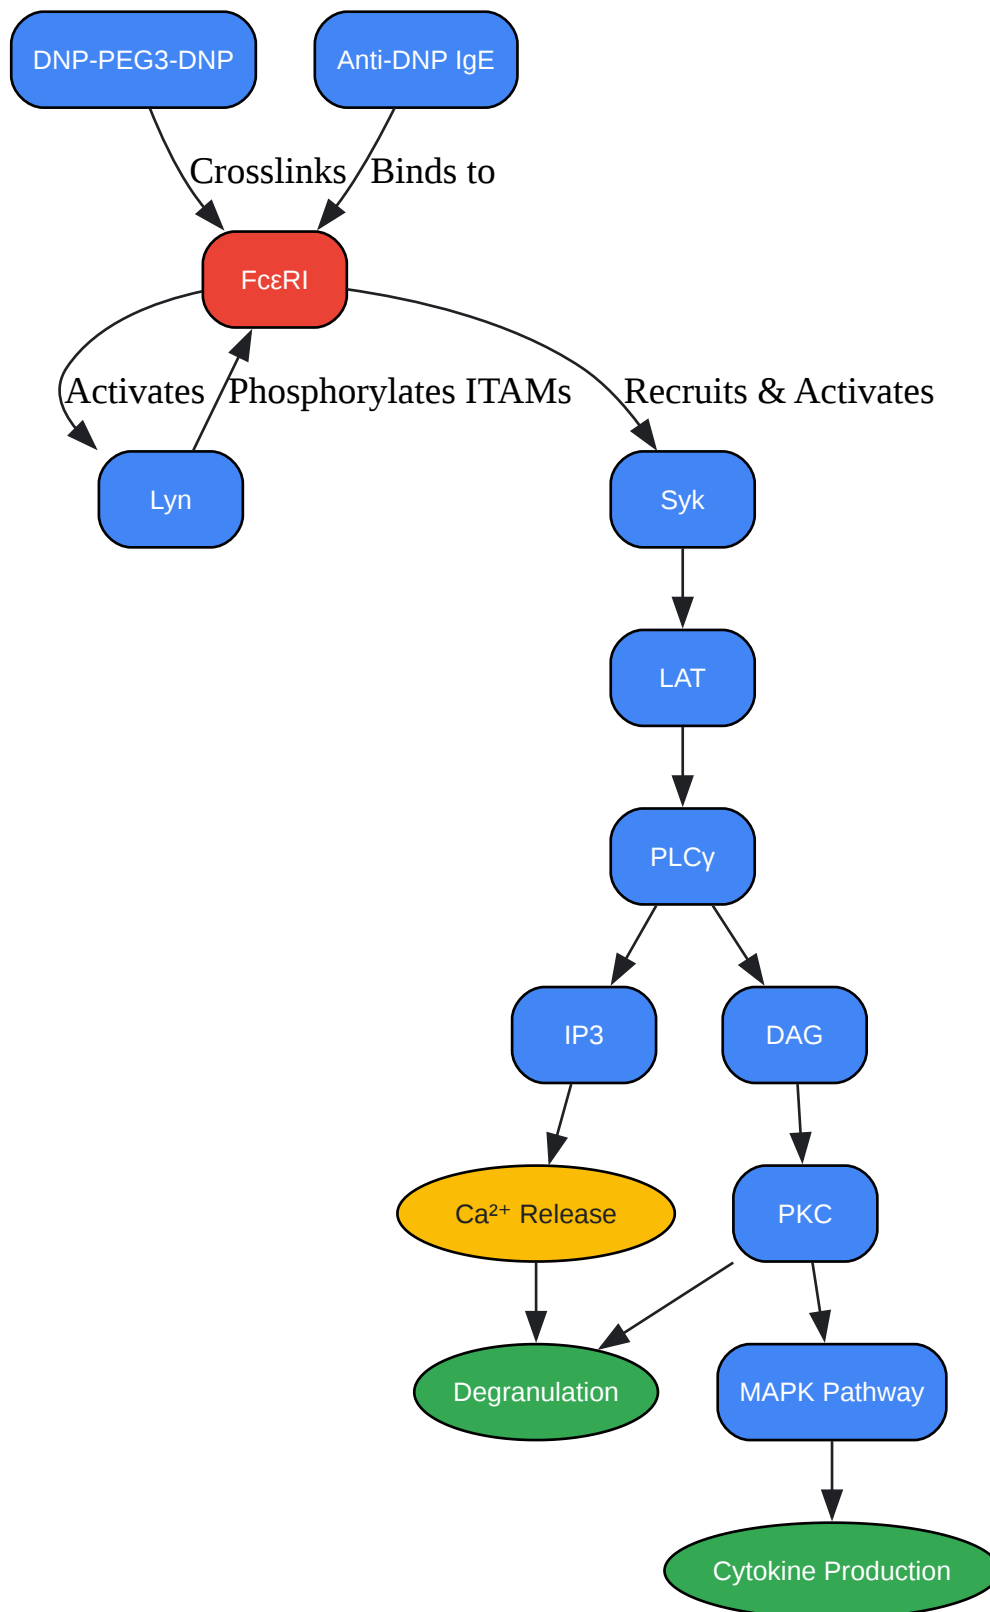 DNP-PEG3-DNP
Anti-DNP IgE
Crosslinks
Binds to
FcεRI
Activates
Phosphorylates ITAMs
Recruits & Activates
Lyn
Syk
LAT
PLCγ
IP3
DAG
Ca²⁺ Release
PKC
Degranulation
MAPK Pathway
Cytokine Production